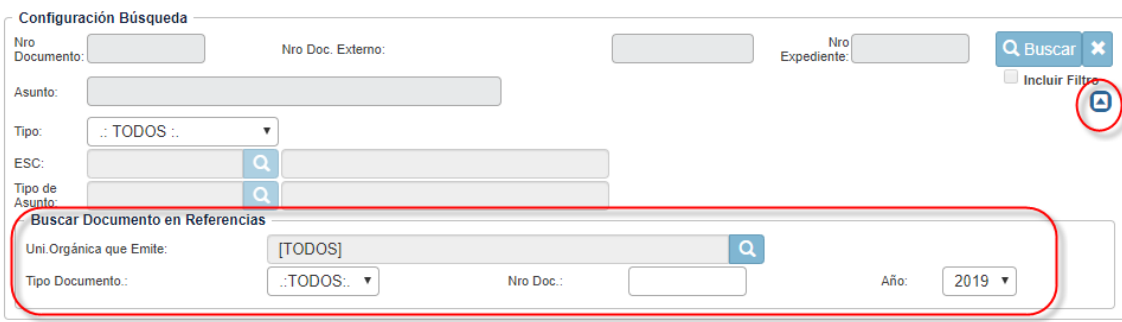 Configuración Búsqueda
Nro Documento: Nro Doc. Externo: Nro Expediente: Buscar
Incluir Filtro
Asunto:
Tipo: .: TODOS :.
ESC:
Tipo de Asunto:
Buscar Documento en Referencias
Uni.Orgánica que Emite: [TODOS]
Tipo Documento.: .:TODOS:. Nro Doc.: Año: 2019